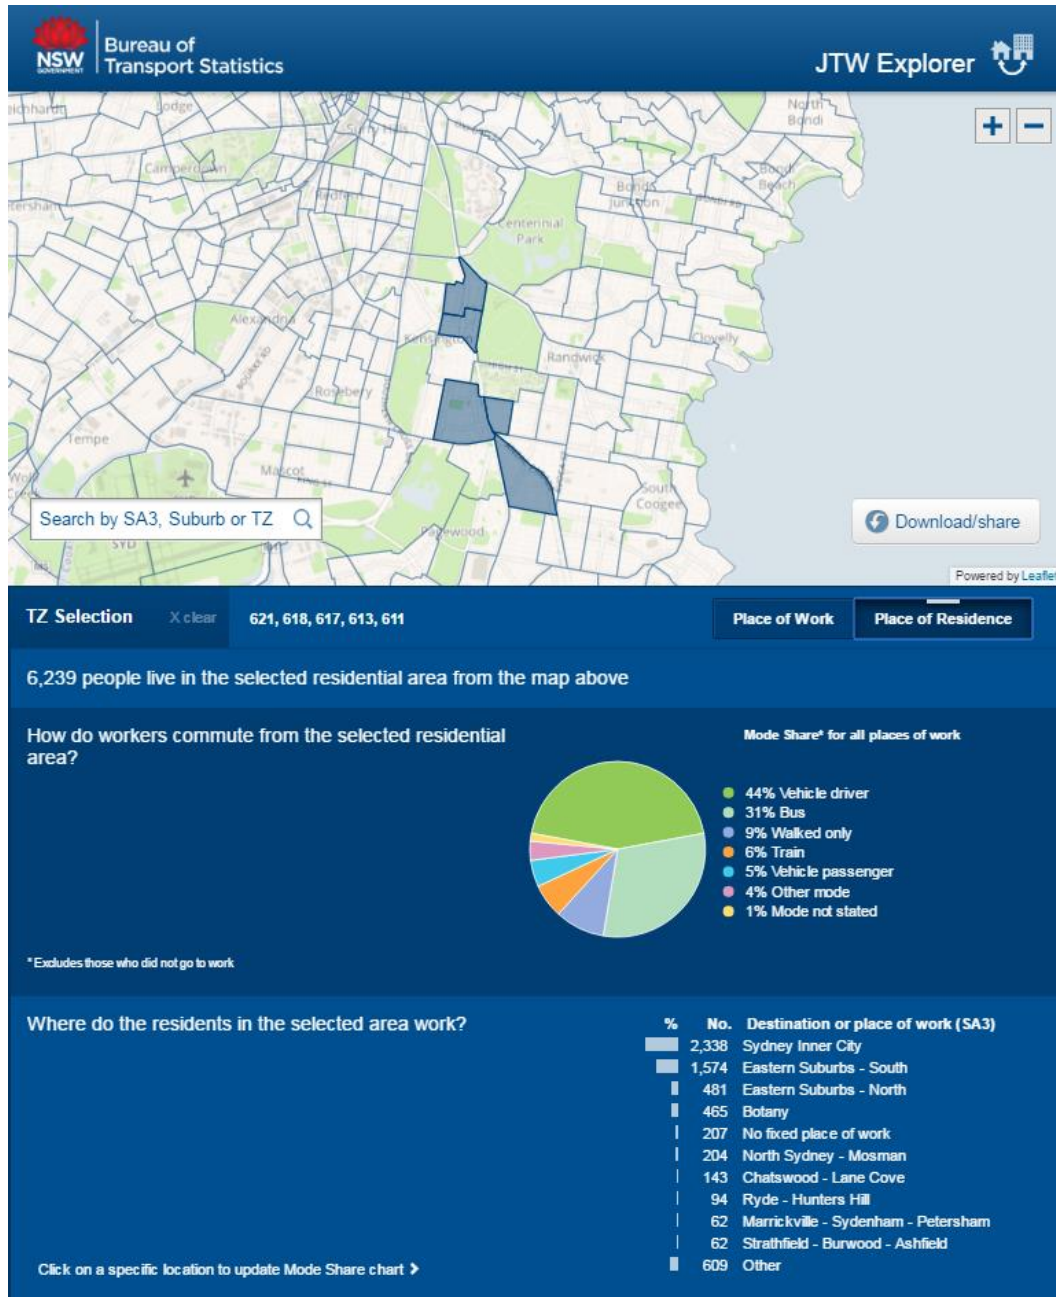 NSW
GOVERNMENT
Bureau of
Transport Statistics
JTW Explorer
Lodge
North
Bondi
+ −
Surry Hills
Camperdown
Bondi
Beach
Redfern
Bondi
Junction
Centennial
Park
Alexandria
Kensington
Clovelly
Randwick
Rosebery
Tempe
Mascot
South
Coogee
Search by SA3, Suburb or TZ
Download/share
SYD
Pagewood
Powered by Leaflet
TZ Selection
X clear
621, 618, 617, 613, 611
Place of Work
Place of Residence
6,239 people live in the selected residential area from the map above
How do workers commute from the selected residential
area?
Mode Share* for all places of work
44% Vehicle driver
31% Bus
9% Walked only
6% Train
5% Vehicle passenger
4% Other mode
1% Mode not stated
*Excludes those who did not go to work
Where do the residents in the selected area work?
% No. Destination or place of work (SA3)
2,338 Sydney Inner City
1,574 Eastern Suburbs - South
481 Eastern Suburbs - North
465 Botany
207 No fixed place of work
204 North Sydney - Mosman
143 Chatswood - Lane Cove
94 Ryde - Hunters Hill
62 Marrickville - Sydenham - Petersham
62 Strathfield - Burwood - Ashfield
609 Other
Click on a specific location to update Mode Share chart >